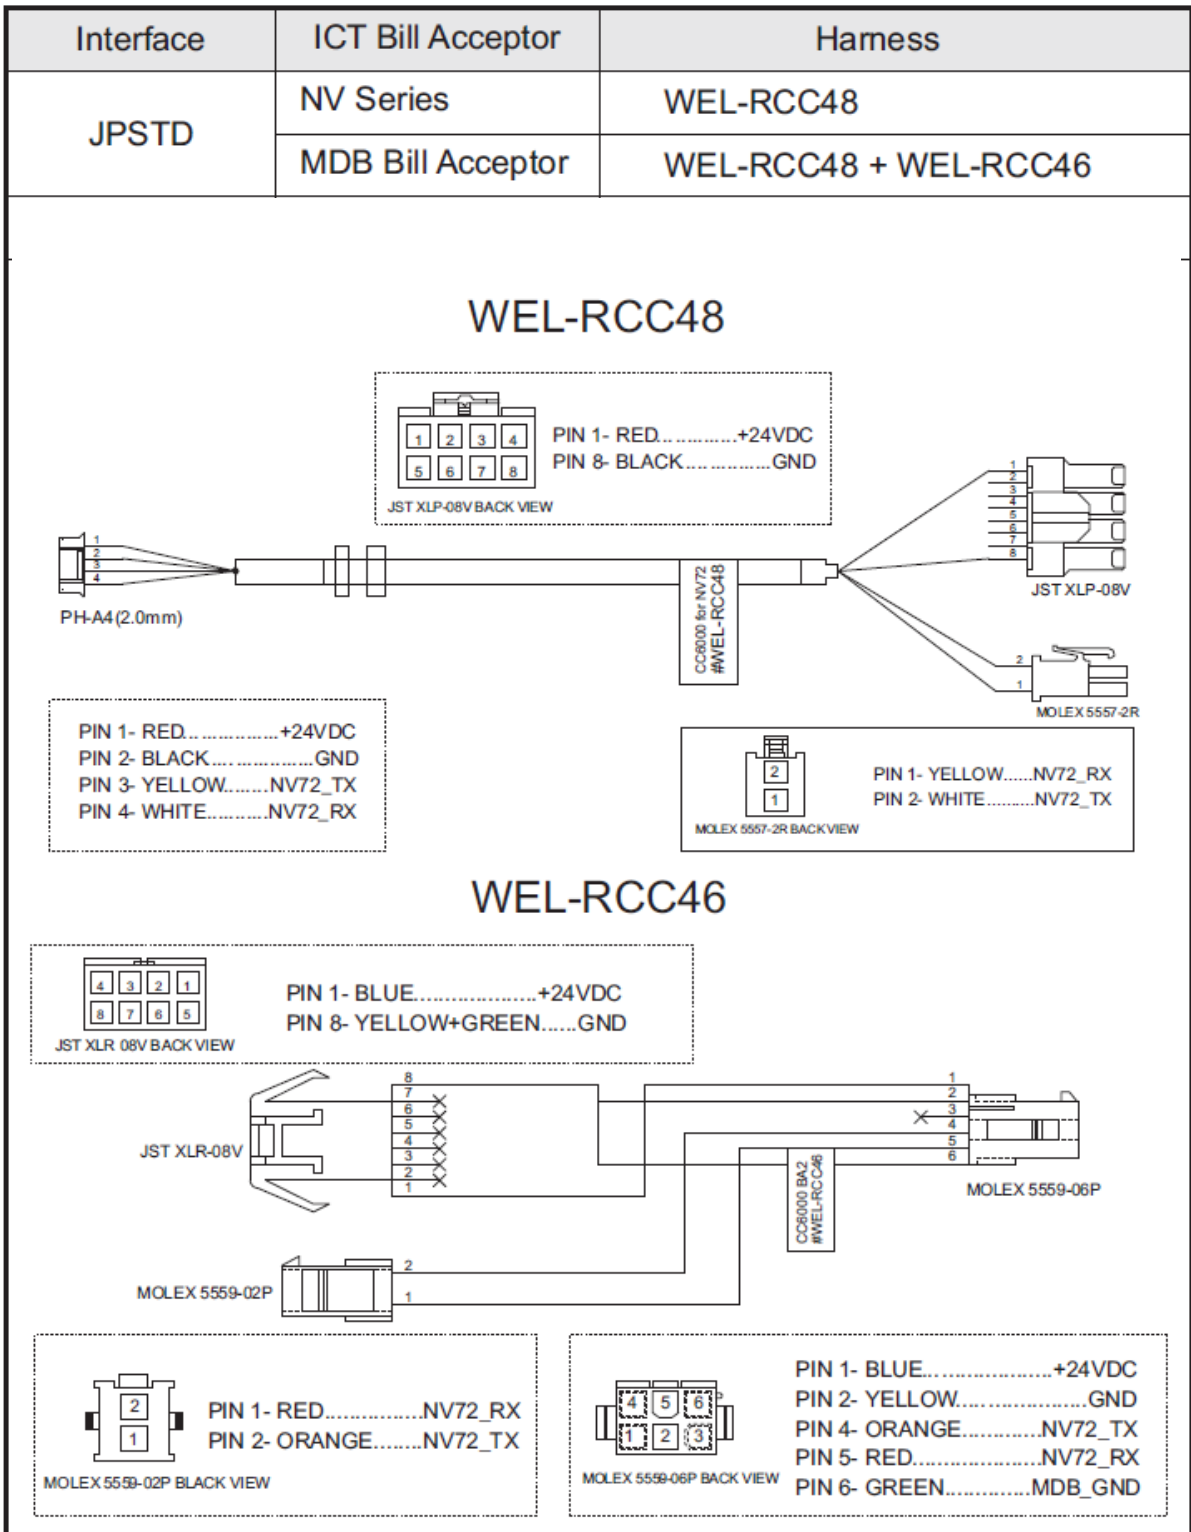 Interface ICT Bill Acceptor Harness
JPSTD
NV Series WEL-RCC48
MDB Bill Acceptor WEL-RCC48 + WEL-RCC46
WEL-RCC48
1 2 3 4
5 6 7 8
JST XLP-08V BACK VIEW
PIN 1- RED................+24VDC
PIN 8- BLACK................GND
1
2
3
4
PH-A4(2.0mm)
CC6000 for NV72
#WEL-RCC48
1
2
3
4
5
6
7
8
JST XLP-08V
2
1
MOLEX 5557-2R
PIN 1- RED..................+24VDC
PIN 2- BLACK...................GND
PIN 3- YELLOW........NV72_TX
PIN 4- WHITE...........NV72_RX
2
1
MOLEX 5557-2R BACK VIEW
PIN 1- YELLOW......NV72_RX
PIN 2- WHITE..........NV72_TX
WEL-RCC46
4 3 2 1
8 7 6 5
JST XLR 08V BACK VIEW
PIN 1- BLUE....................+24VDC
PIN 8- YELLOW+GREEN......GND
JST XLR-08V
8
7
6
5
4
3
2
1
1
2
3
4
5
6
CC6000 BA2
#WEL-RCC46
MOLEX 5559-06P
MOLEX 5559-02P
2
1
2
1
MOLEX 5559-02P BLACK VIEW
PIN 1- RED................NV72_RX
PIN 2- ORANGE........NV72_TX
4 5 6
1 2 3
MOLEX 5559-06P BACK VIEW
PIN 1- BLUE.....................+24VDC
PIN 2- YELLOW.....................GND
PIN 4- ORANGE.............NV72_TX
PIN 5- RED.....................NV72_RX
PIN 6- GREEN..............MDB_GND